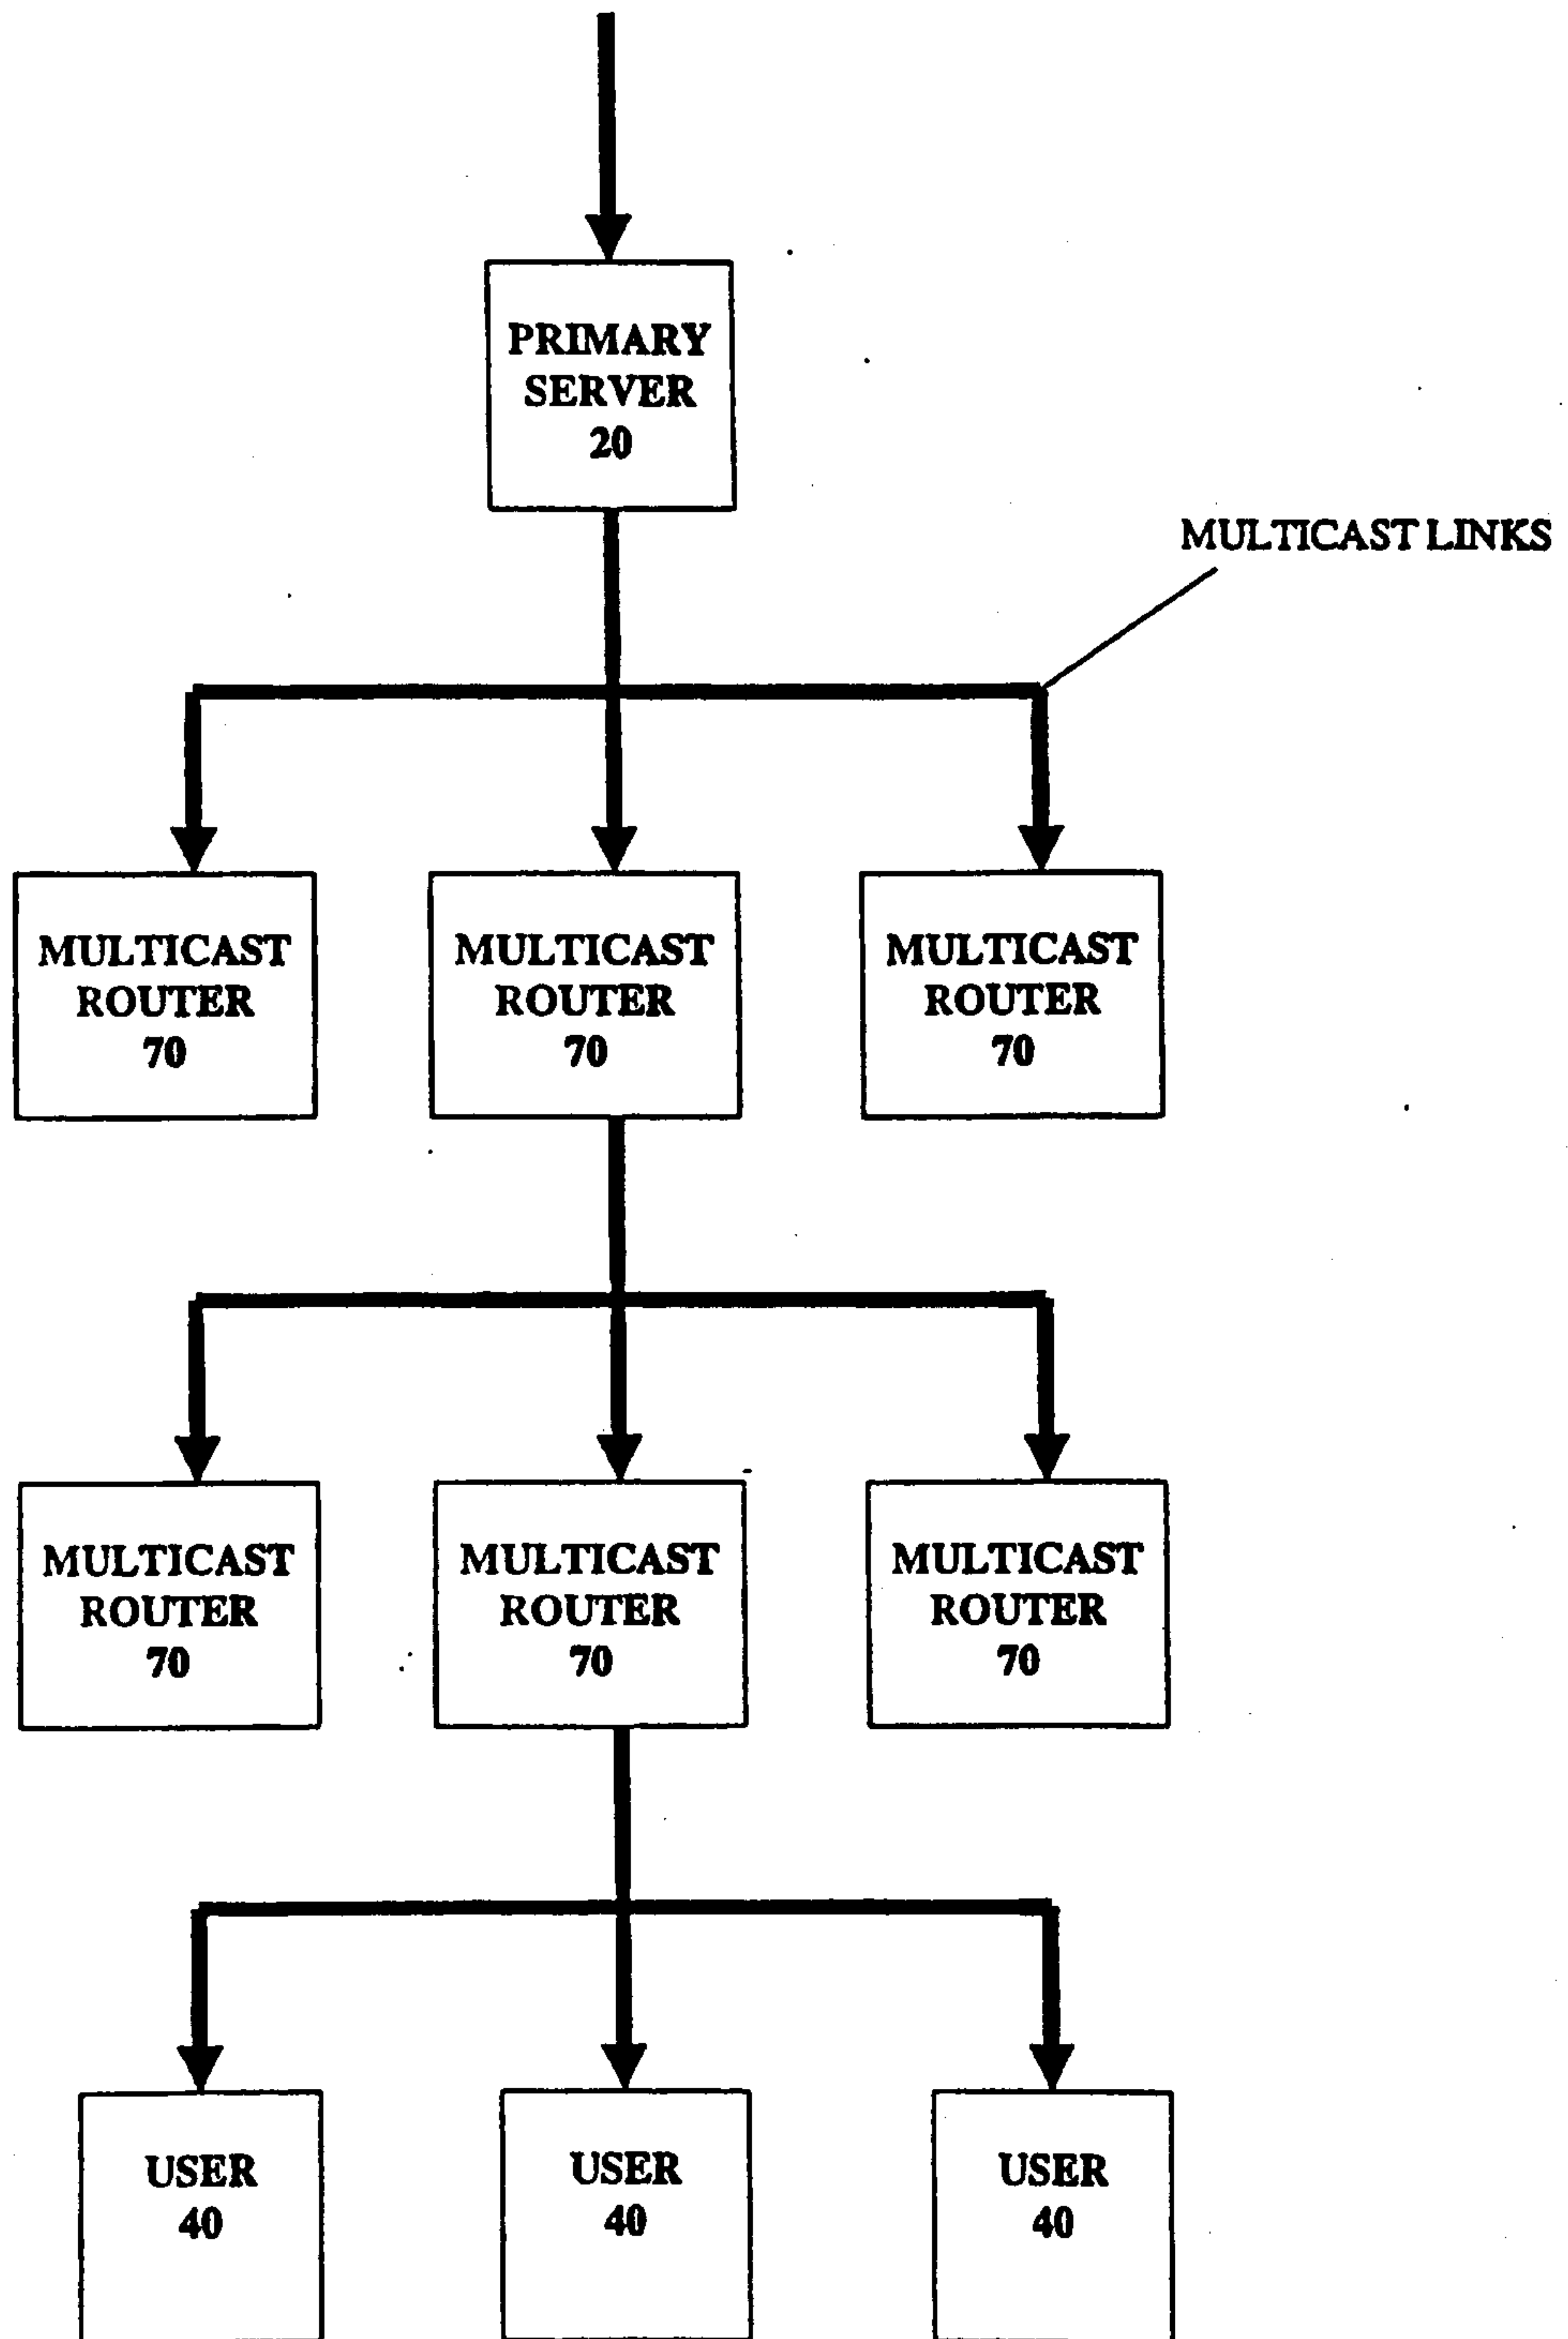 PRIMARY
SERVER
20
MULTICAST LINKS
MULTICAST
ROUTER
70
MULTICAST
ROUTER
70
MULTICAST
ROUTER
70
MULTICAST
ROUTER
70
MULTICAST
ROUTER
70
MULTICAST
ROUTER
70
USER
40
USER
40
USER
40